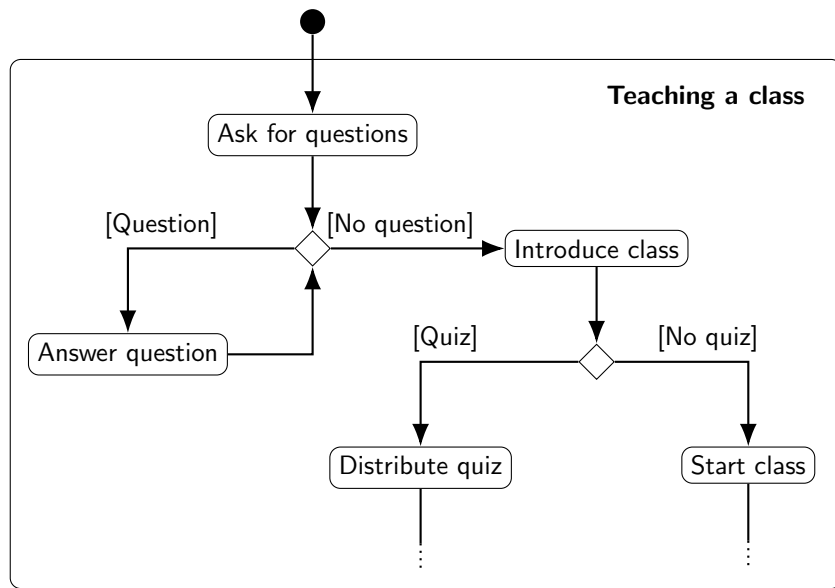 Teaching a class
Ask for questions
[Question]
[No question]
Introduce class
Answer question
[Quiz]
[No quiz]
Distribute quiz
Start class